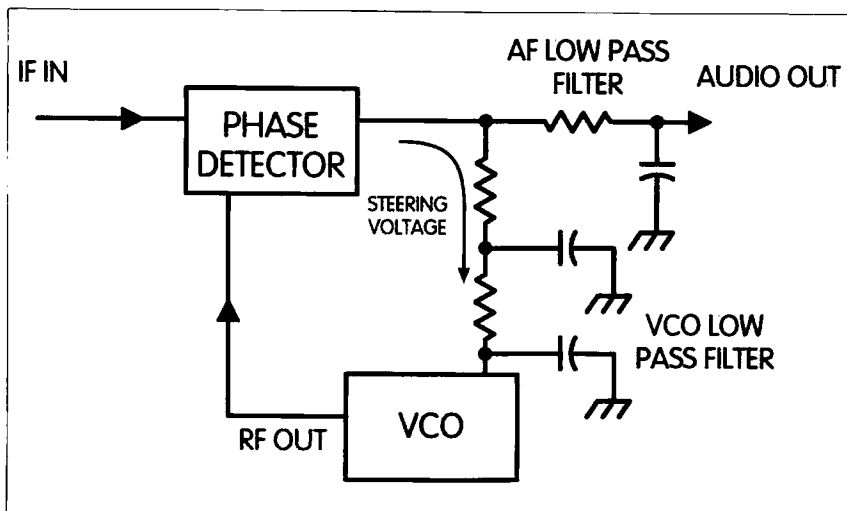 IF IN
PHASE
DETECTOR
AF LOW PASS
FILTER
AUDIO OUT
STEERING
VOLTAGE
VCO LOW
PASS FILTER
RF OUT
VCO